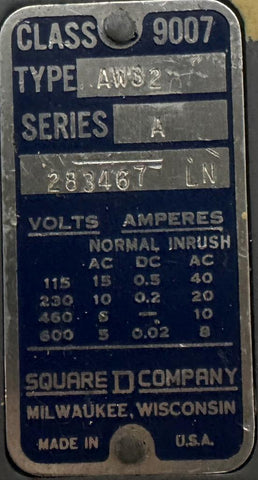 CLASS 9007
TYPE AW32
SERIES A
283467 LN
VOLTS AMPERES
NORMAL INRUSH
AC DC AC
115 15 0.5 40
230 10 0.2 20
460 6 — 10
600 5 0.02 8
SQUARE D COMPANY
MILWAUKEE, WISCONSIN
MADE IN U.S.A.